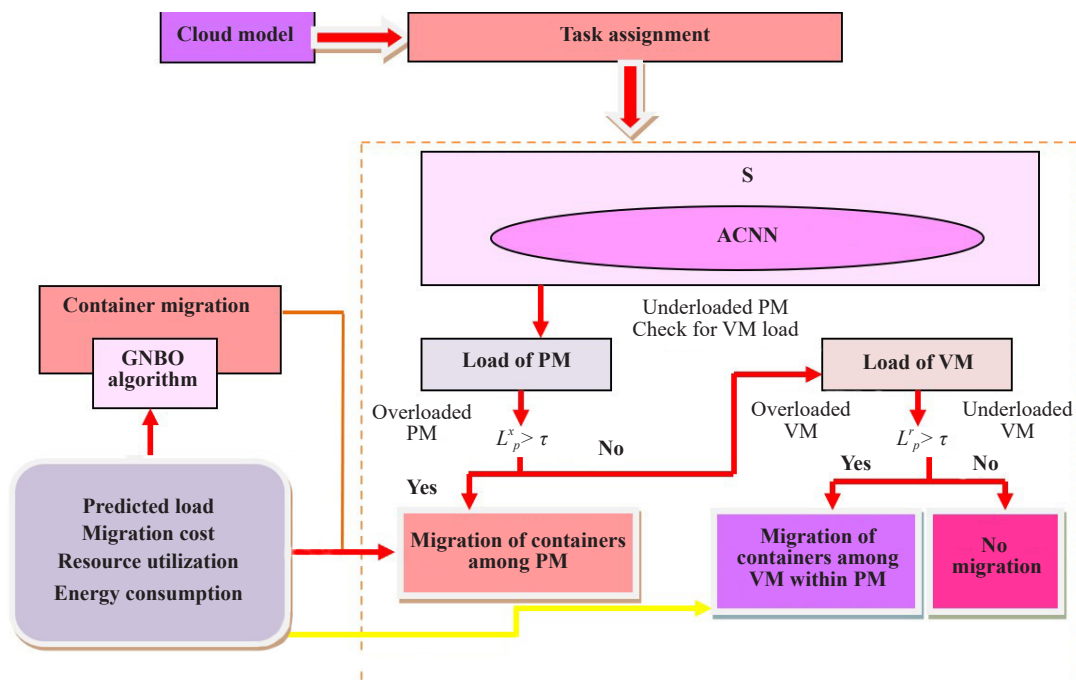 Cloud model
Task assignment
S
ACNN
Underloaded PM
Check for VM load
Container migration
GNBO
algorithm
Load of PM
Load of VM
Overloaded
PM
Overloaded
VM
Underloaded
VM
L_p^x > τ
No
L_p^r > τ
Yes
Yes
No
Predicted load
Migration cost
Resource utilization
Energy consumption
Migration of containers
among PM
Migration of
containers among
VM within PM
No
migration